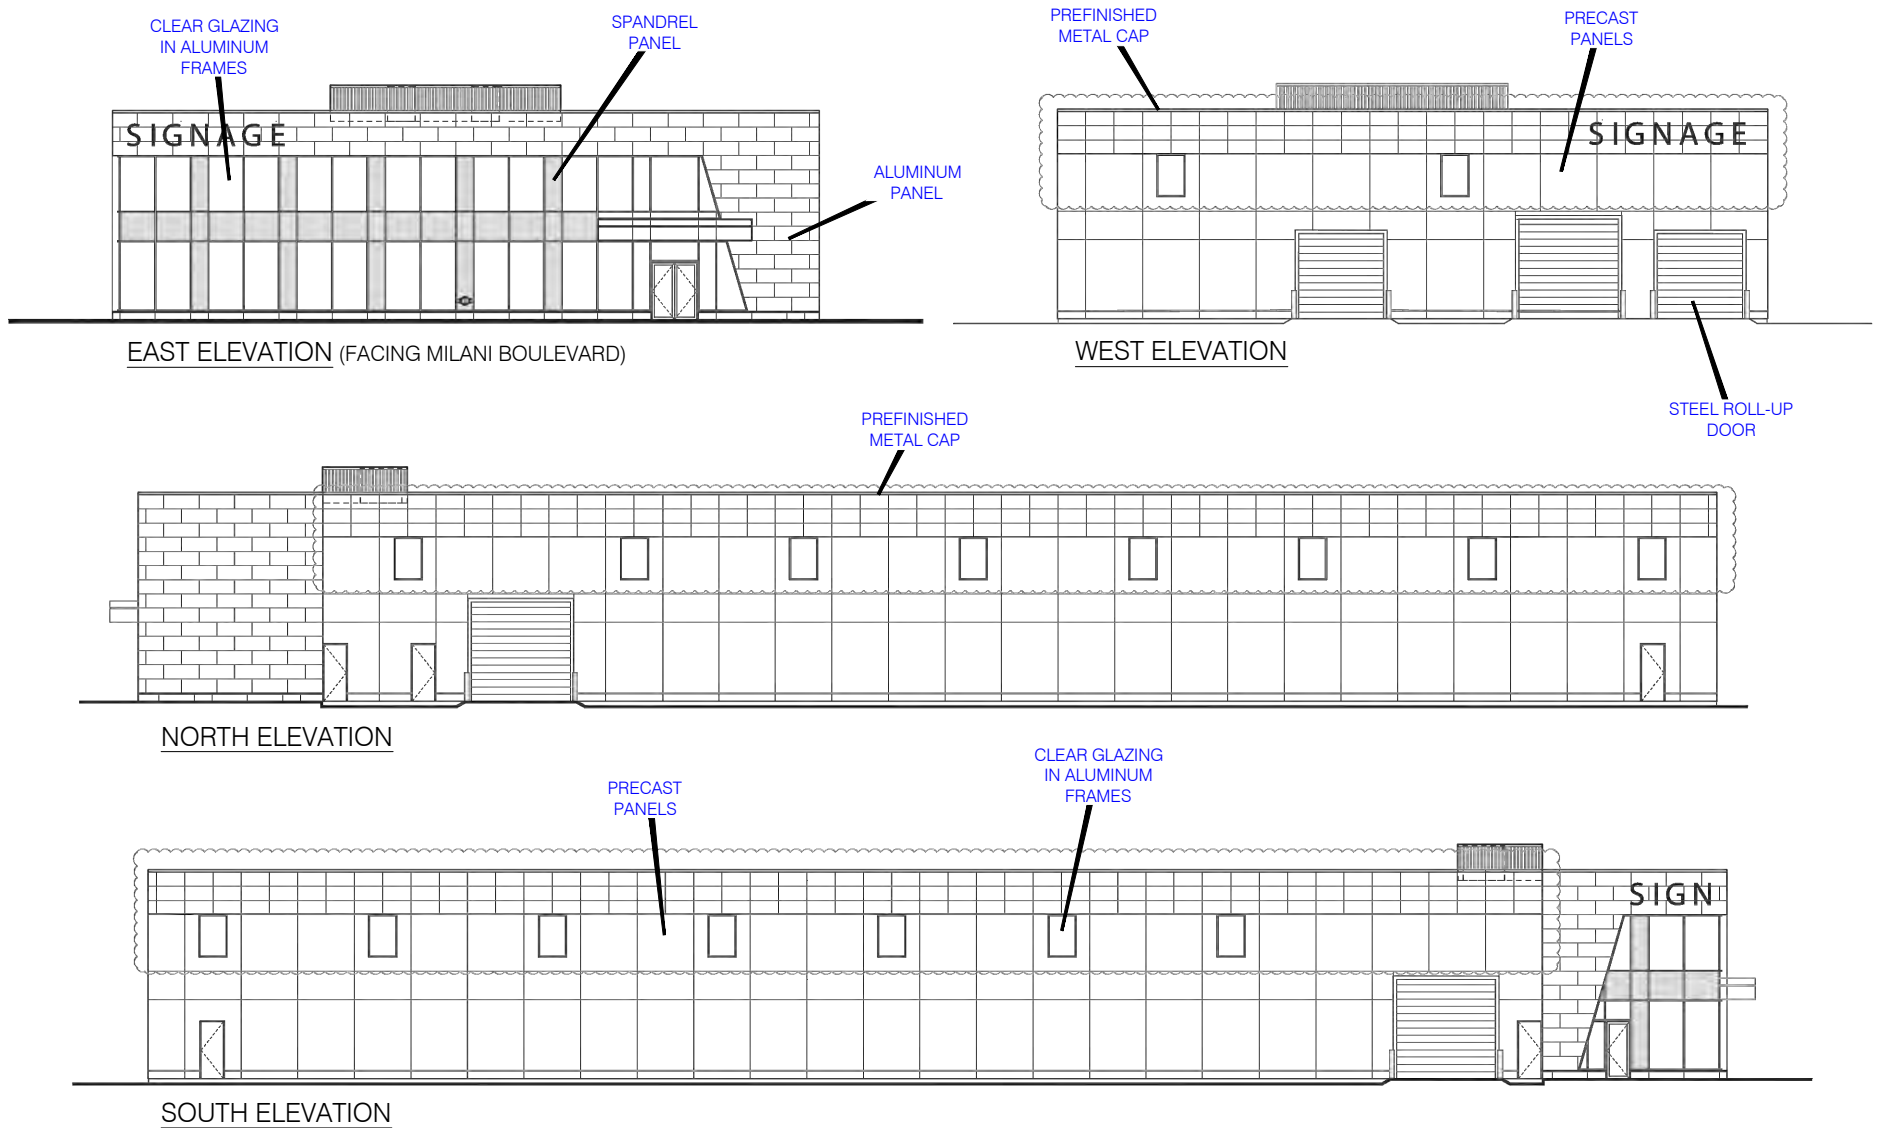 CLEAR GLAZING
IN ALUMINUM
FRAMES
SPANDREL
PANEL
PREFINISHED
METAL CAP
PRECAST
PANELS
SIGNAGE
SIGNAGE
ALUMINUM
PANEL
EAST ELEVATION (FACING MILANI BOULEVARD)
WEST ELEVATION
STEEL ROLL-UP
DOOR
PREFINISHED
METAL CAP
NORTH ELEVATION
CLEAR GLAZING
IN ALUMINUM
FRAMES
PRECAST
PANELS
SIGN
SOUTH ELEVATION